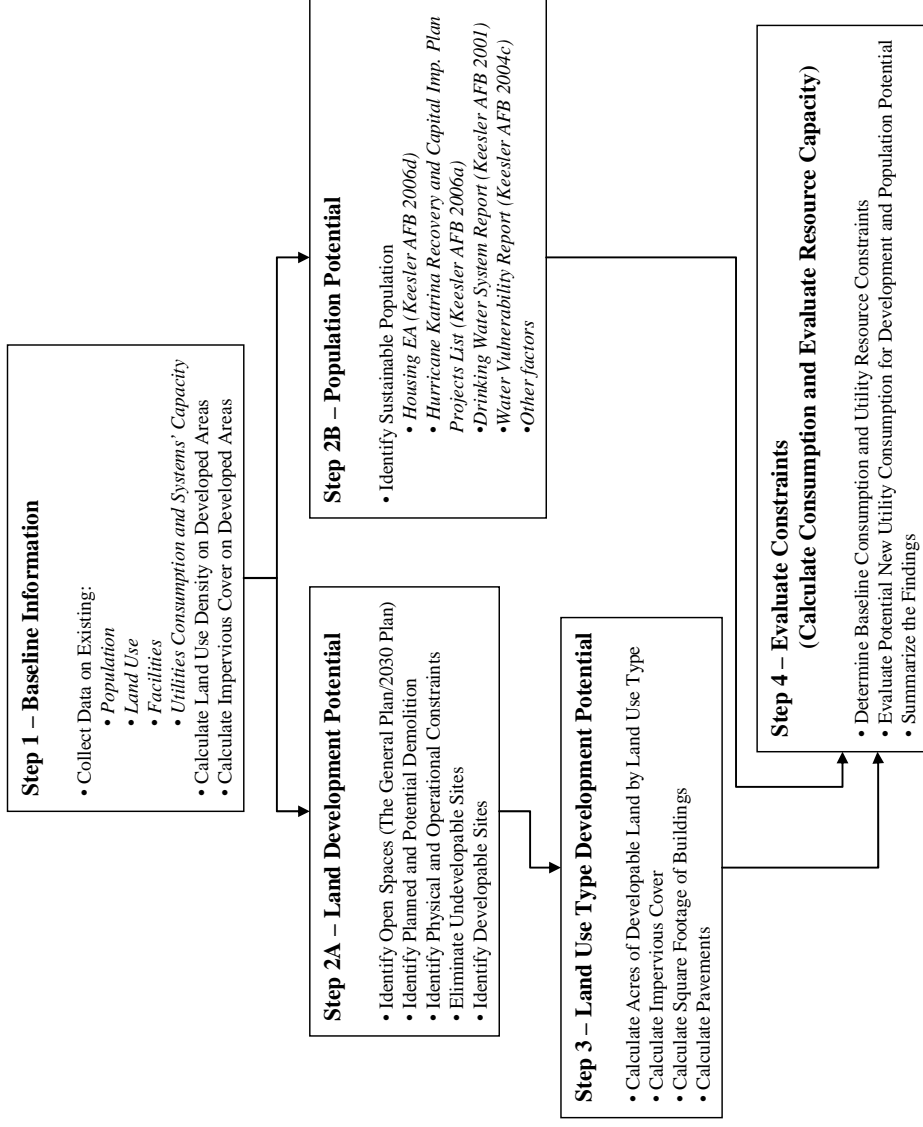 Step 1 – Baseline Information
• Collect Data on Existing:
• Population
• Land Use
• Facilities
• Utilities Consumption and Systems' Capacity
• Calculate Land Use Density on Developed Areas
• Calculate Impervious Cover on Developed Areas
Step 2A – Land Development Potential
• Identify Open Spaces (The General Plan/2030 Plan)
• Identify Planned and Potential Demolition
• Identify Physical and Operational Constraints
• Eliminate Undevelopable Sites
• Identify Developable Sites
Step 2B – Population Potential
• Identify Sustainable Population
• Housing EA (Keesler AFB 2006d)
• Hurricane Katrina Recovery and Capital Imp. Plan
Projects List (Keesler AFB 2006a)
•Drinking Water System Report (Keesler AFB 2001)
•Water Vulnerability Report (Keesler AFB 2004c)
•Other factors
Step 3 – Land Use Type Development Potential
• Calculate Acres of Developable Land by Land Use Type
• Calculate Impervious Cover
• Calculate Square Footage of Buildings
• Calculate Pavements
Step 4 – Evaluate Constraints
(Calculate Consumption and Evaluate Resource Capacity)
• Determine Baseline Consumption and Utility Resource Constraints
• Evaluate Potential New Utility Consumption for Development and Population Potential
• Summarize the Findings